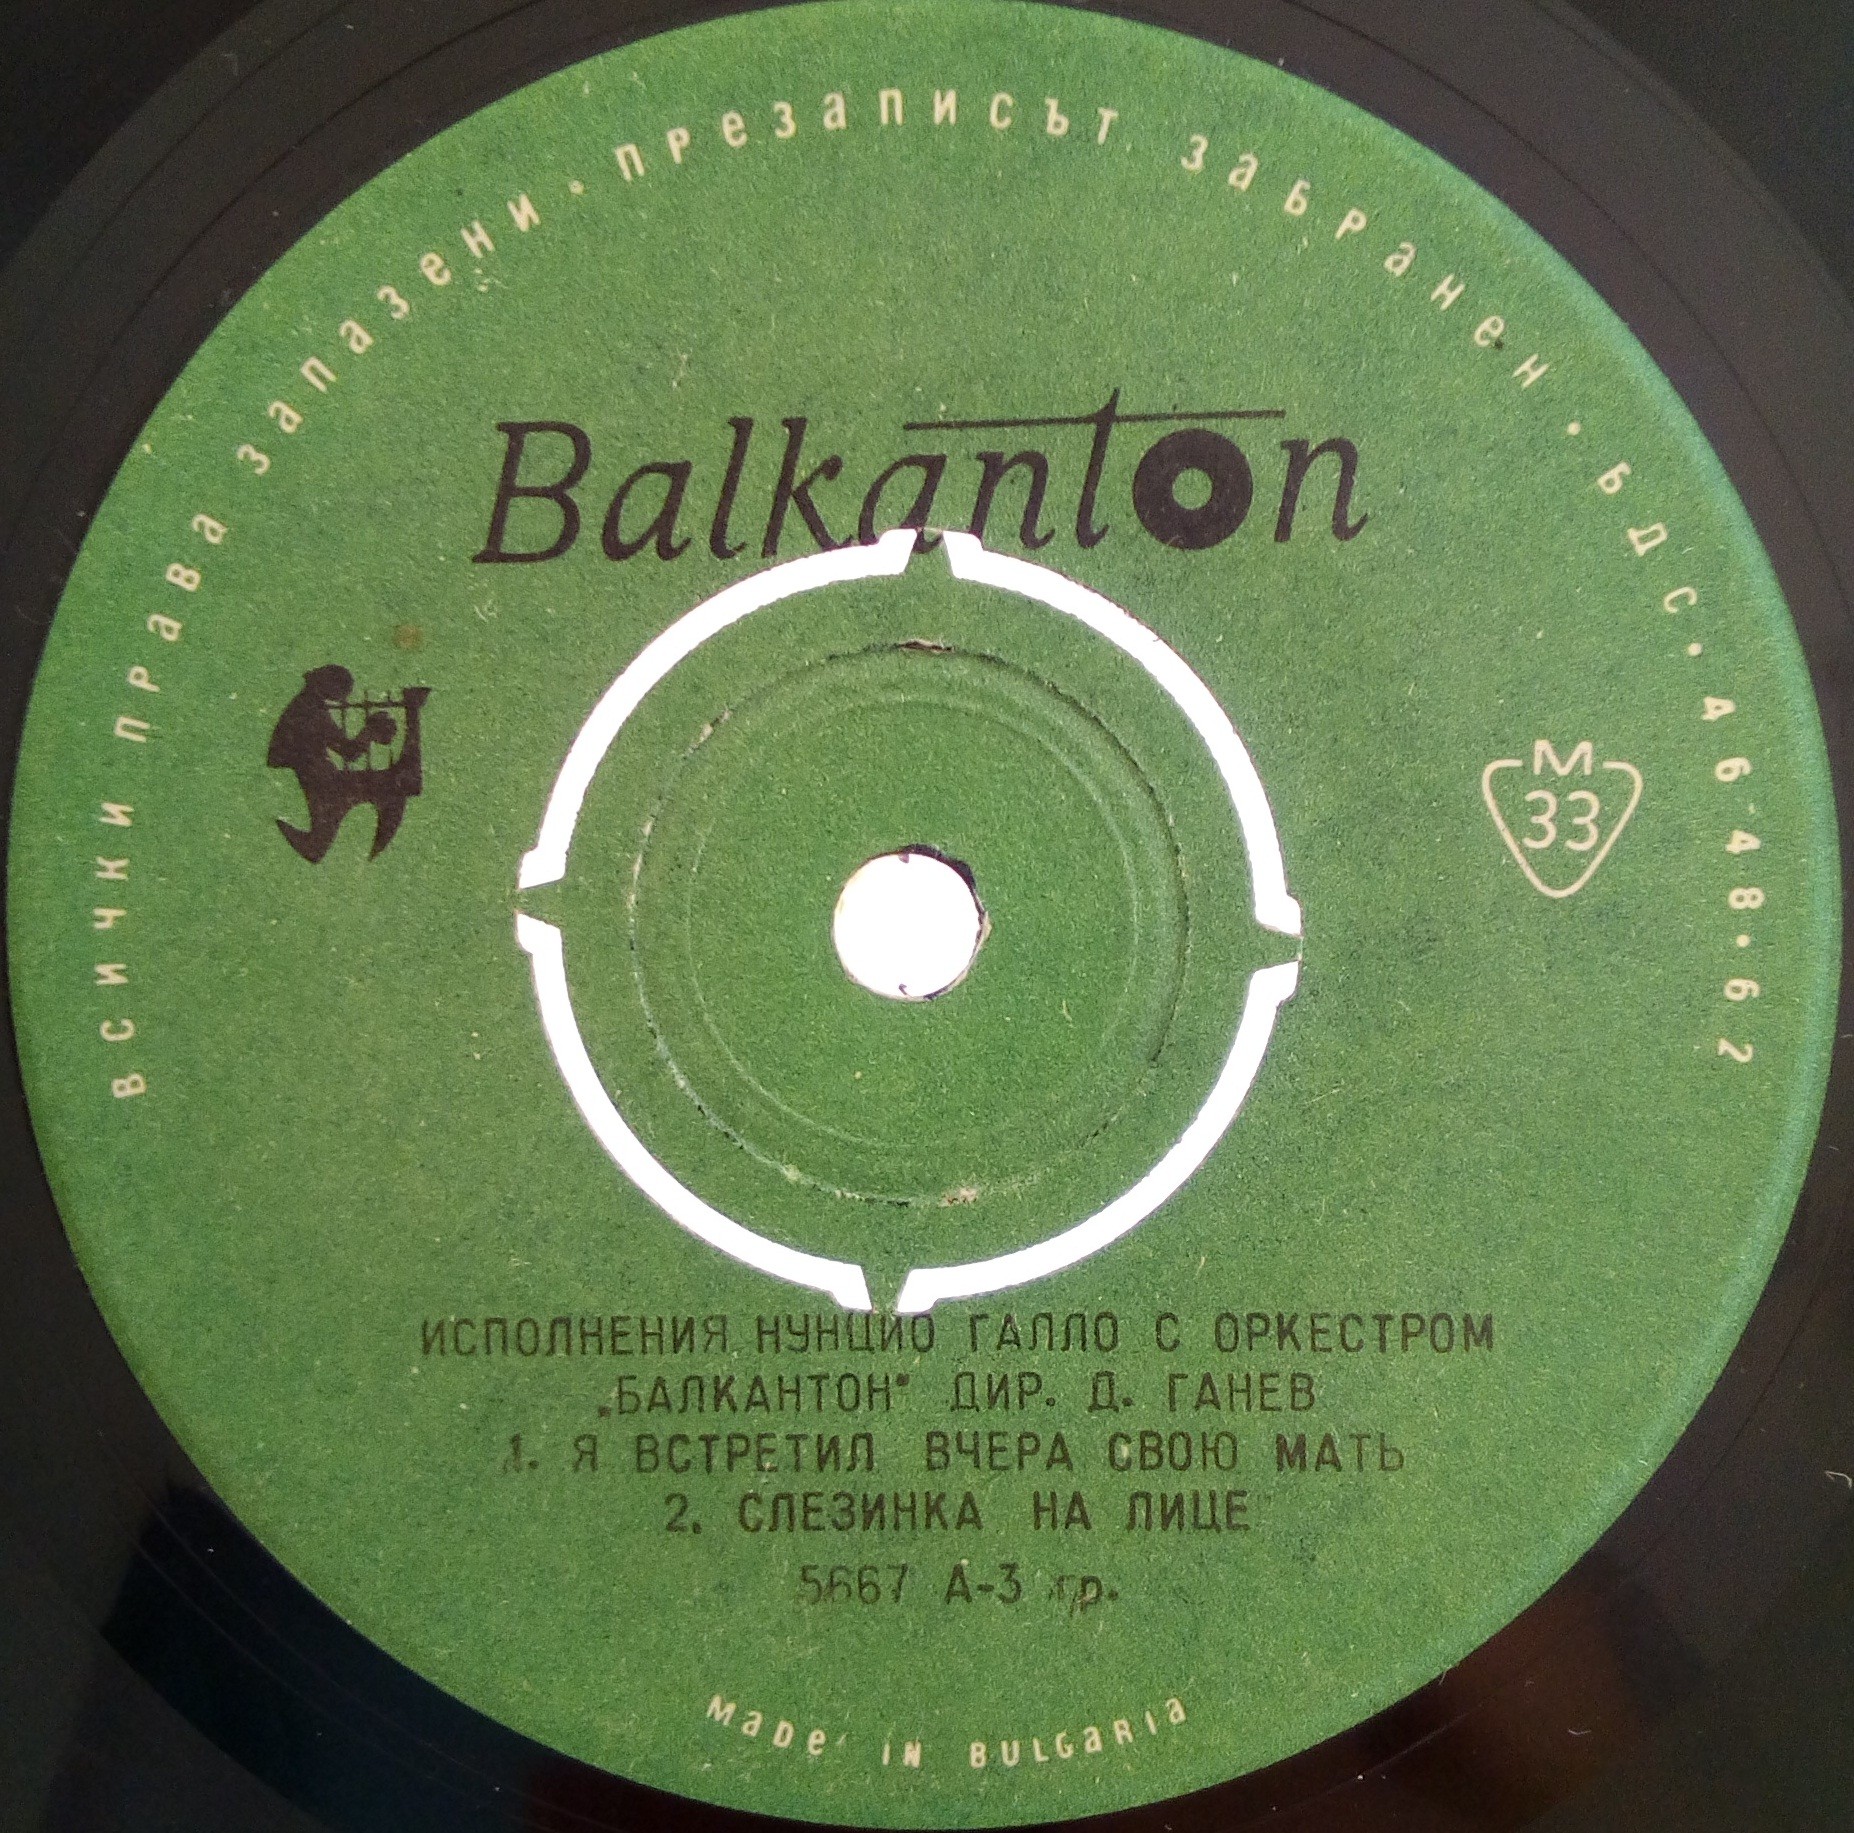 ВСИЧКИ ПРАВА ЗАПАЗЕНИ • ПРЕЗАПИСЪТ ЗАБРАНЕН • БДС • 4648•62
Balkanton
М
33
ИСПОЛНЕНИЯ НУНЦИО ГАЛЛО С ОРКЕСТРОМ
„БАЛКАНТОН" ДИР. Д. ГАНЕВ
1. Я ВСТРЕТИЛ ВЧЕРА СВОЮ МАТЬ
2. СЛЕЗИНКА НА ЛИЦЕ
5667 А-3 гр.
MADE IN BULGARIA